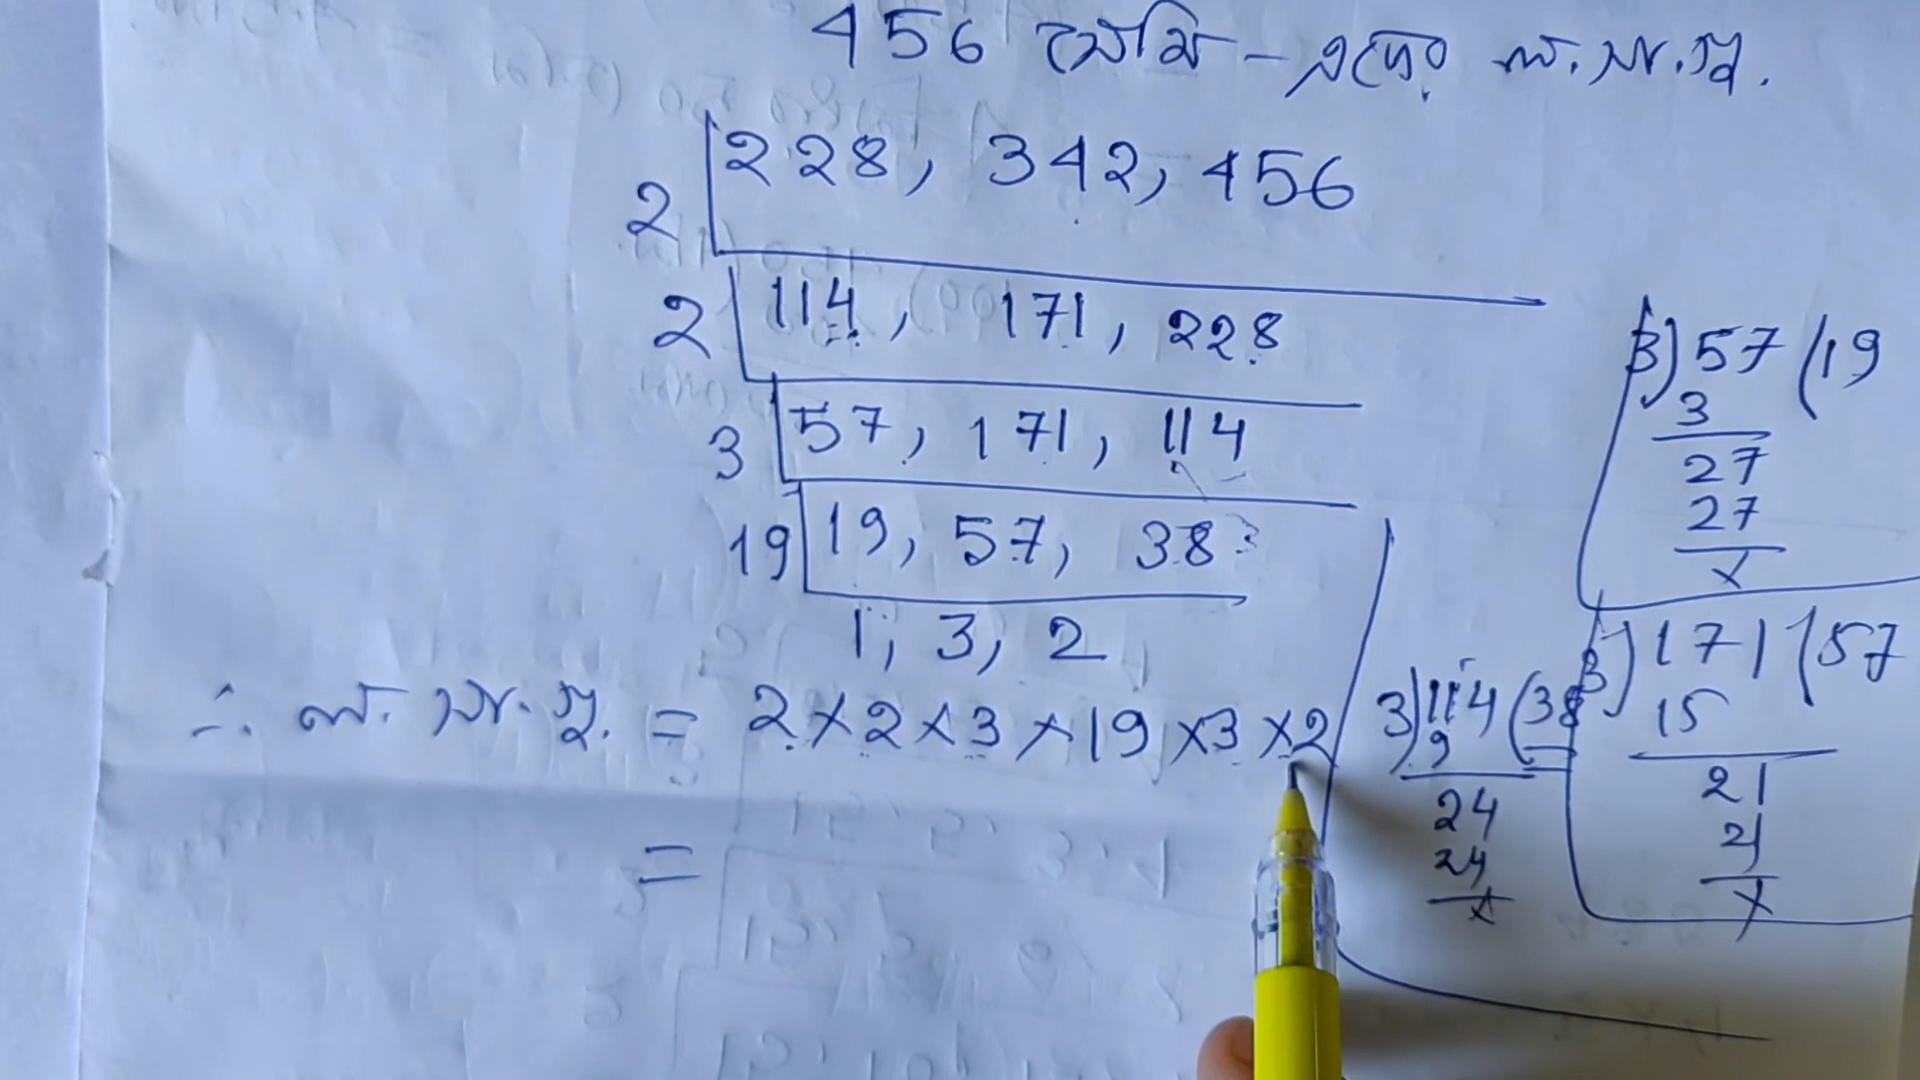 456 সেমি - এদের ল. সা. গু.
2 | 228, 342, 456
2 | 114, 171, 228
3 | 57, 171, 114
19 | 19, 57, 38
1, 3, 2
∴ ল. সা. গু. = 2 × 2 × 3 × 19 × 3 × 2
=
3) 57 (19
3
27
27
×
3) 171 (57
15
21
21
×
3) 114 (38
9
24
24
×